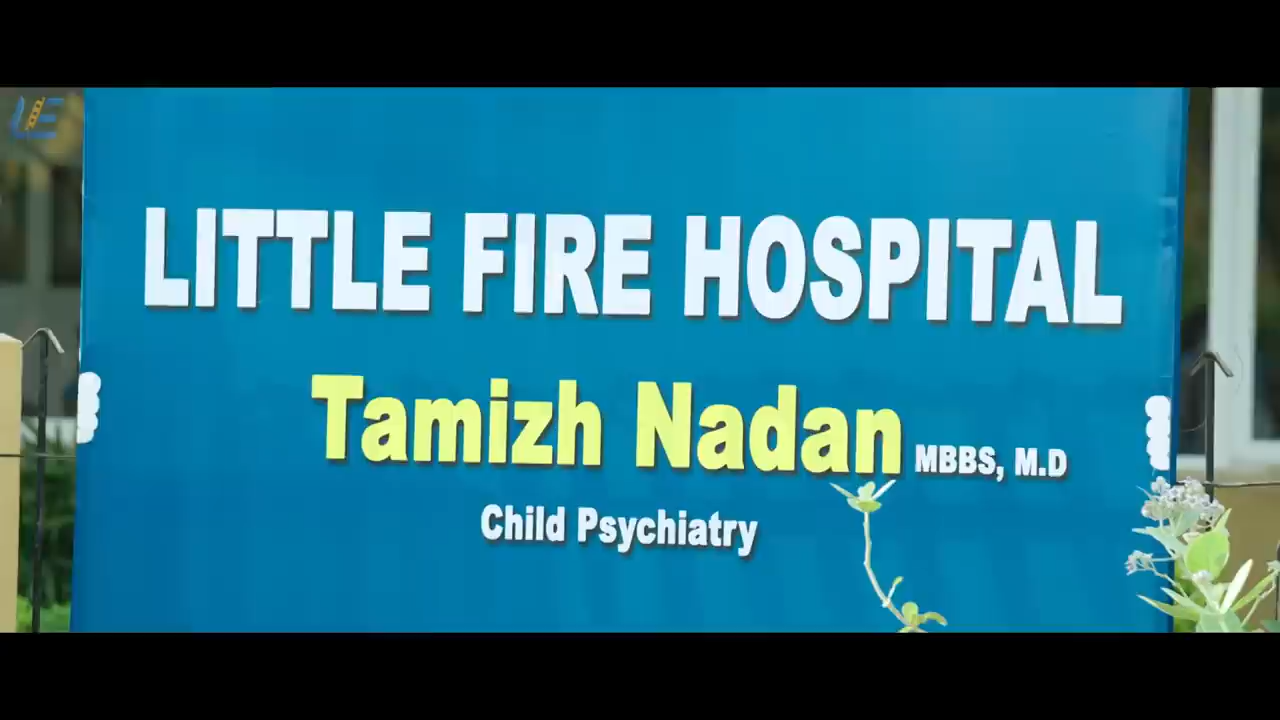 LITTLE FIRE HOSPITAL
Tamizh Nadan MBBS, M.D
Child Psychiatry